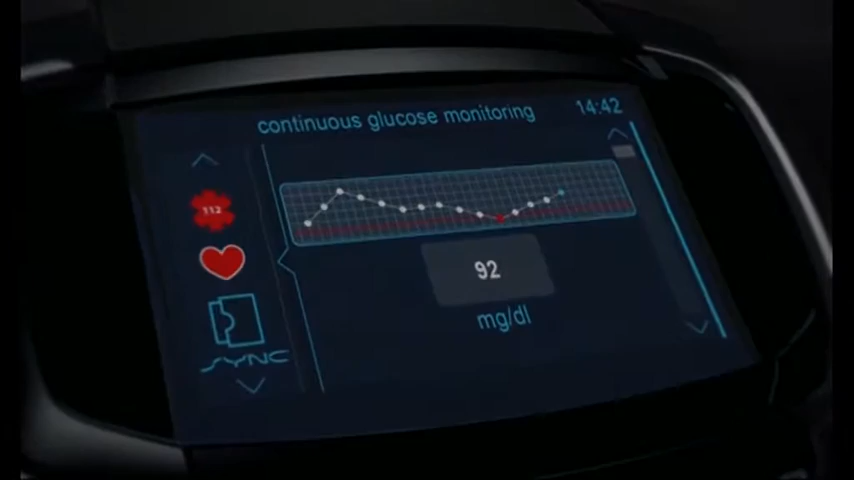 continuous glucose monitoring
14:42
112
92
mg/dl
SYNC